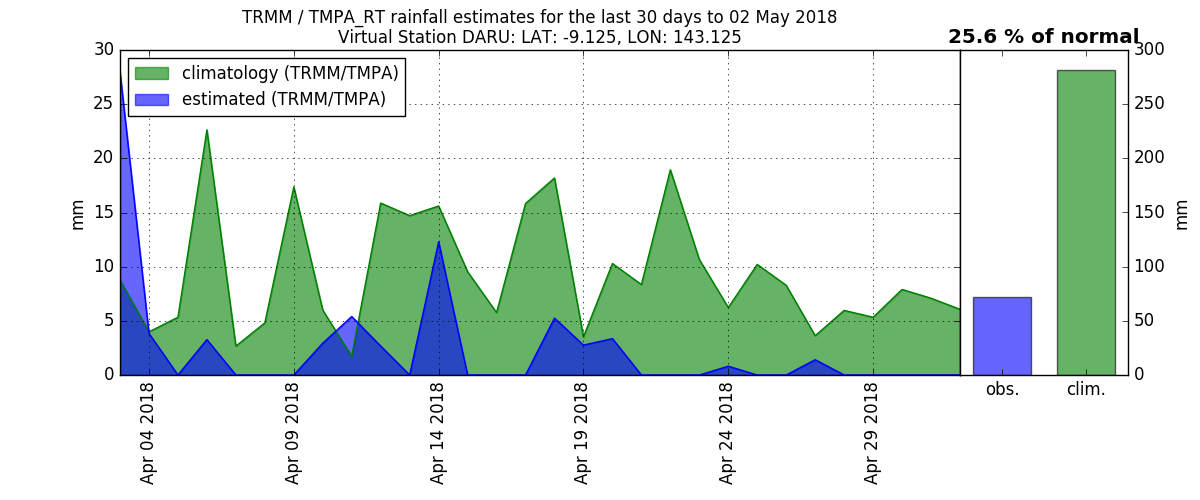 TRMM / TMPA_RT rainfall estimates for the last 30 days to 02 May 2018
Virtual Station DARU: LAT: -9.125, LON: 143.125
25.6 % of normal
climatology (TRMM/TMPA)
estimated (TRMM/TMPA)
30
25
20
15
10
5
0
mm
Apr 04 2018
Apr 09 2018
Apr 14 2018
Apr 19 2018
Apr 24 2018
Apr 29 2018
obs.
clim.
300
250
200
150
100
50
0
mm